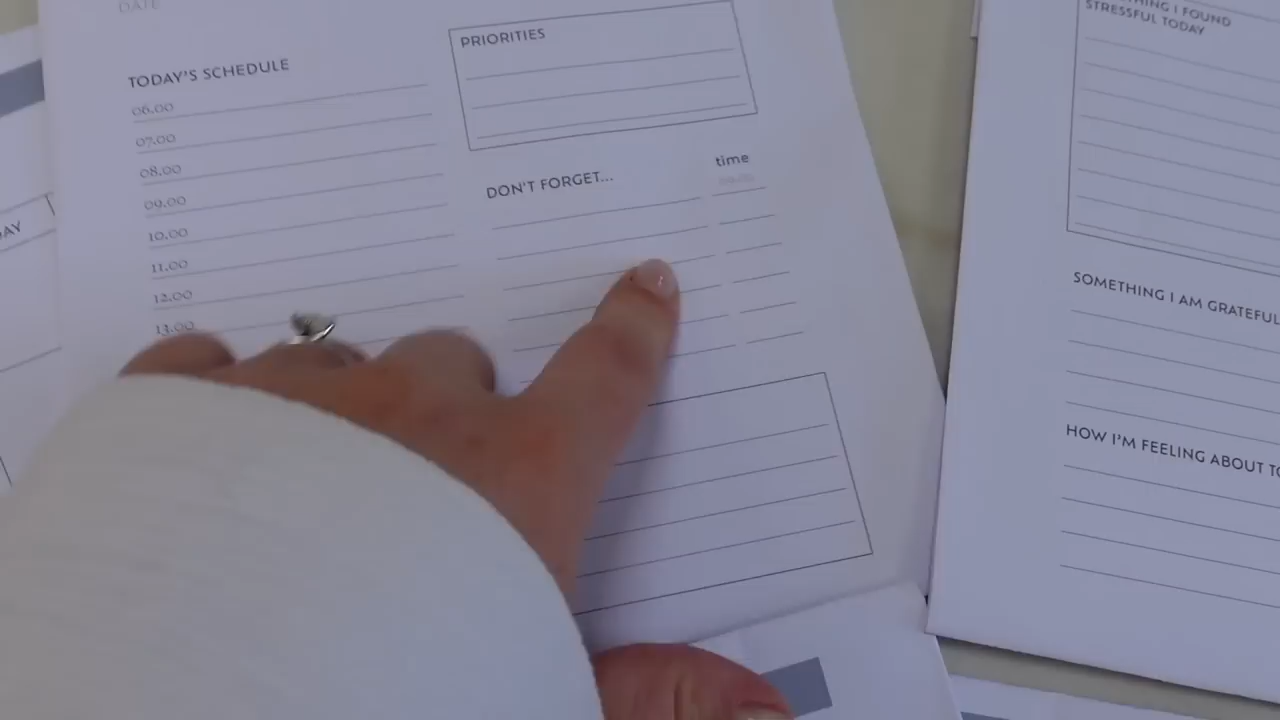 DATE
TODAY'S SCHEDULE
06.00
07.00
08.00
09.00
10.00
11.00
12.00
13.00
PRIORITIES
DON'T FORGET...
time
STRESSFUL TODAY
I FOUND
SOMETHING I AM GRATEFUL
HOW I'M FEELING ABOUT